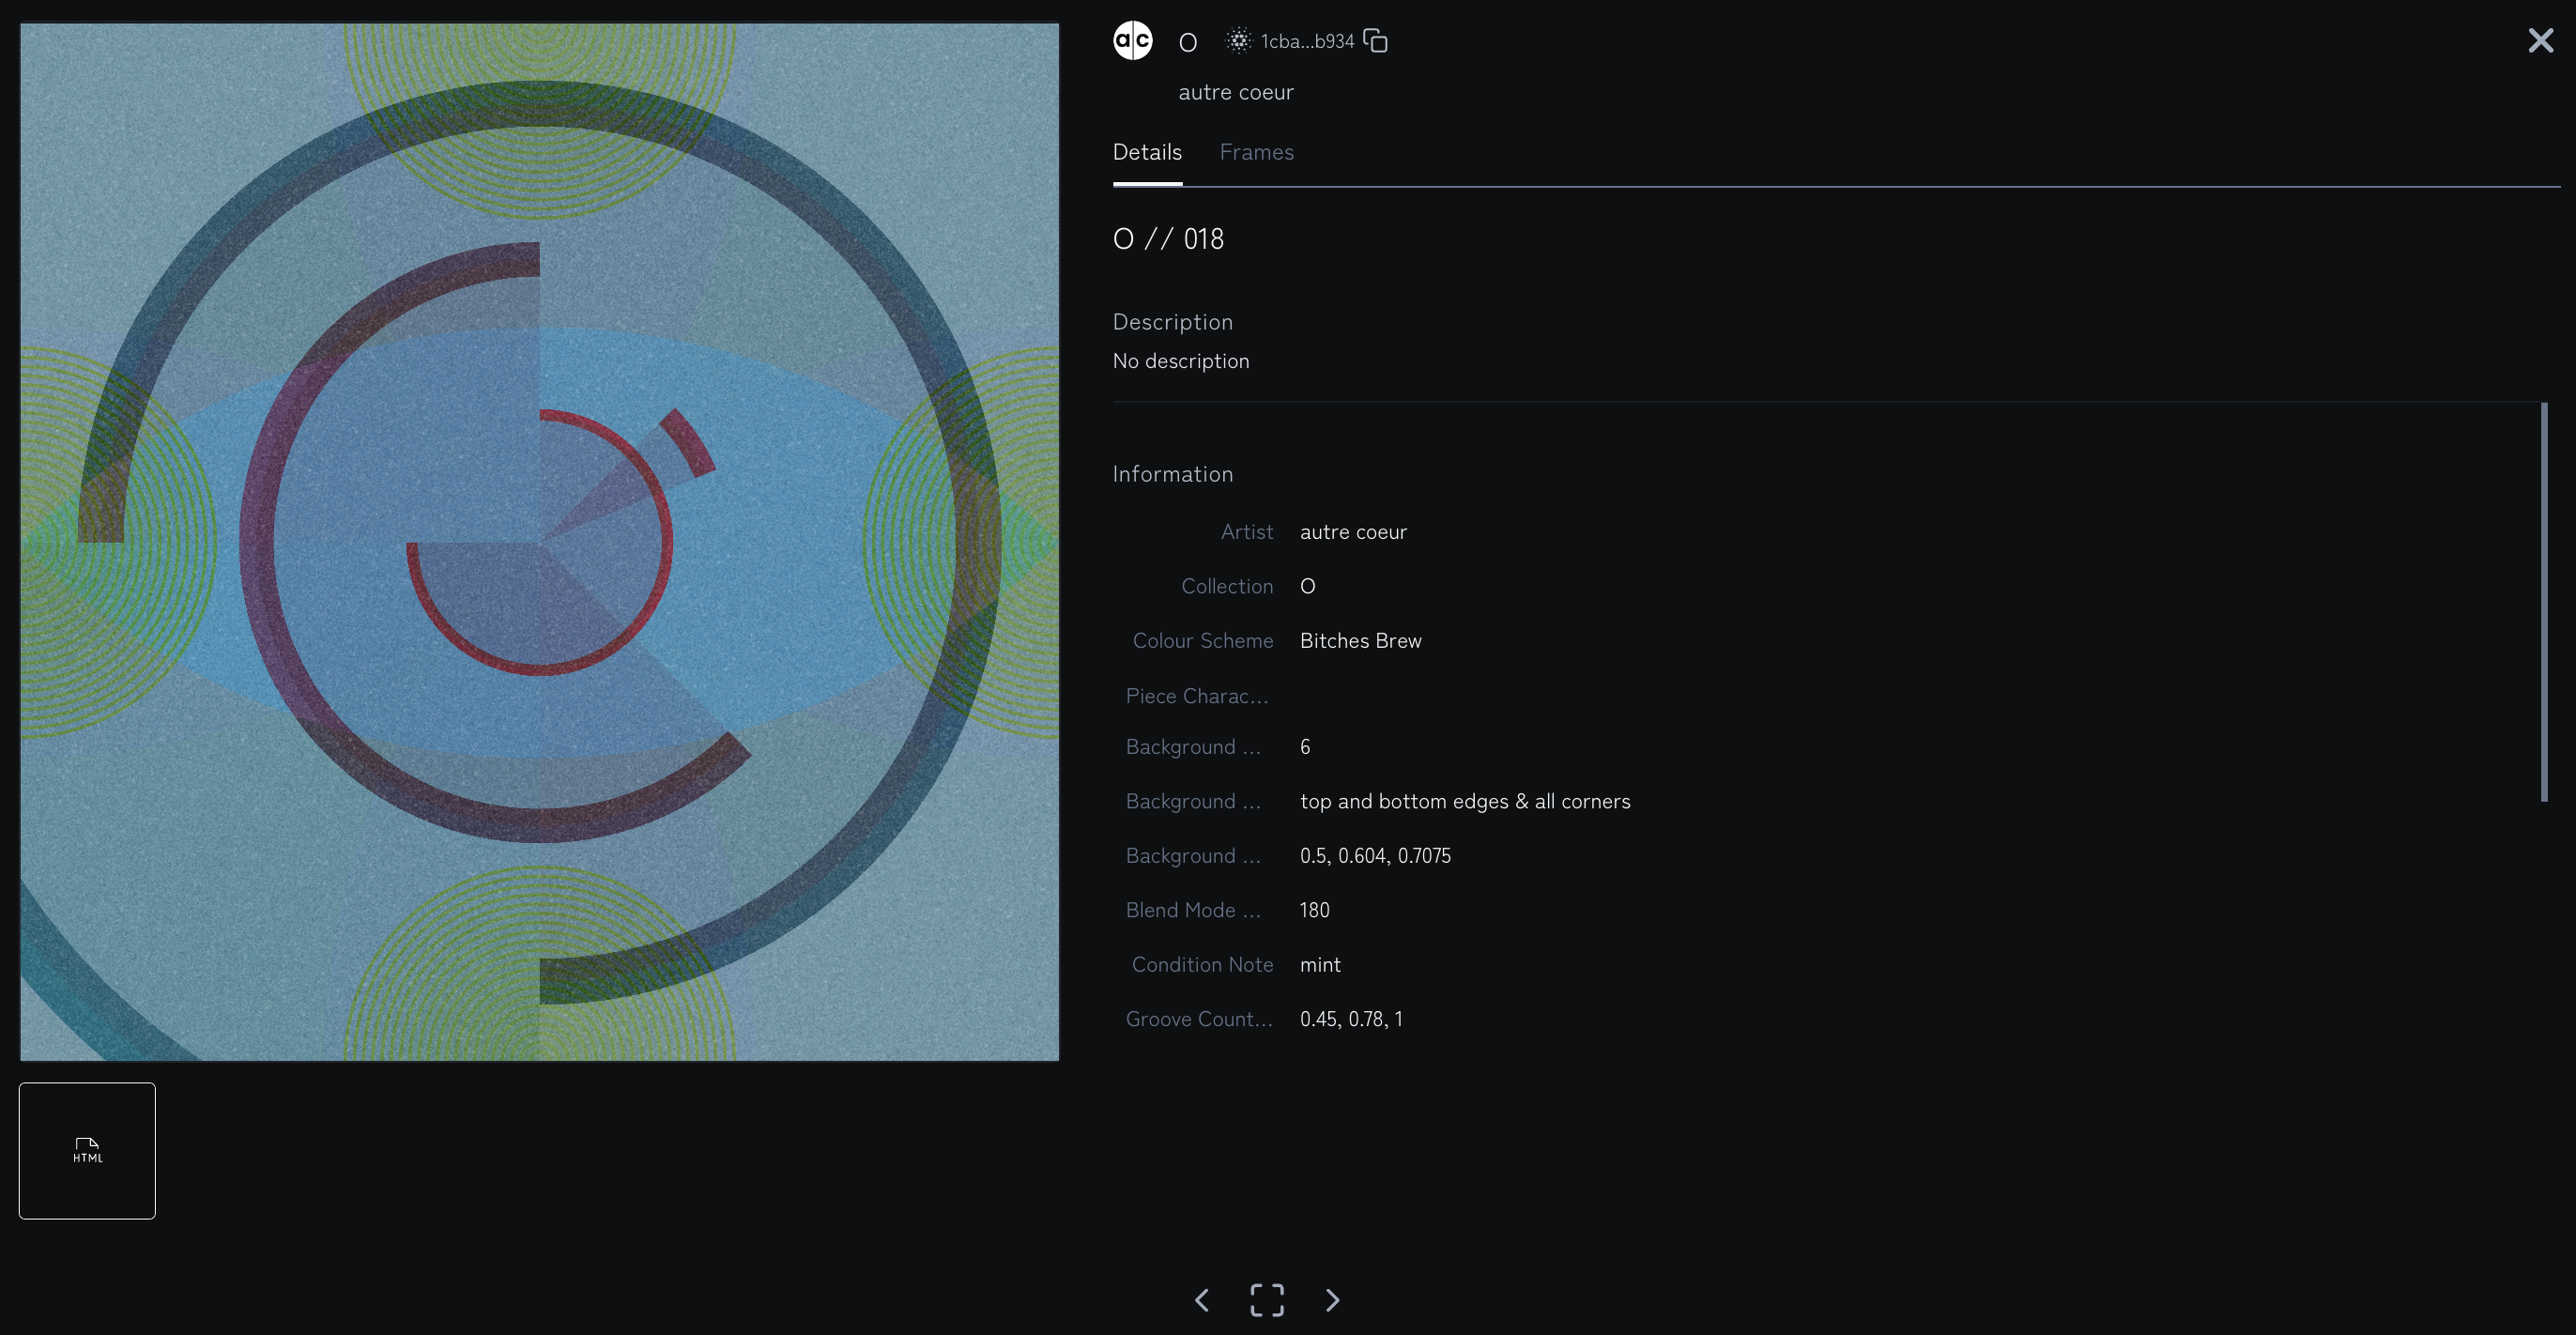 a|c O 1cba...b934
autre coeur
Details Frames
O // 018
Description
No description
Information
Artist autre coeur
Collection O
Colour Scheme Bitches Brew
Piece Charac...
Background ... 6
Background ... top and bottom edges & all corners
Background ... 0.5, 0.604, 0.7075
Blend Mode ... 180
Condition Note mint
Groove Count... 0.45, 0.78, 1
HTML